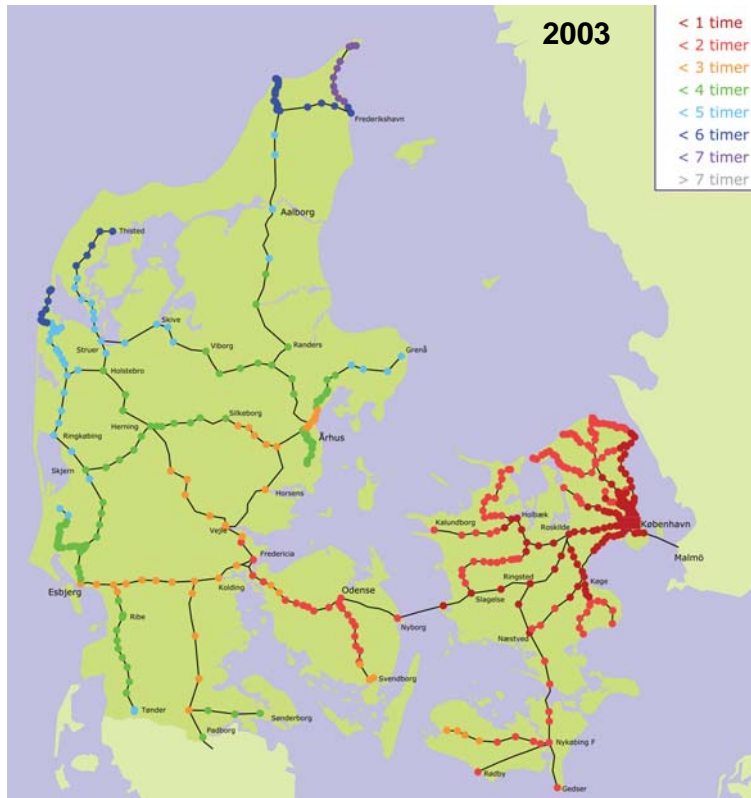 2003
< 1 time
< 2 timer
< 3 timer
< 4 timer
< 5 timer
< 6 timer
< 7 timer
> 7 timer
Frederikshavn
Aalborg
Thisted
Skive
Struer
Viborg
Randers
Grenå
Holstebro
Silkeborg
Herning
Ringkøbing
Århus
Skjern
Horsens
Vejle
Holbæk
København
Kalundborg
Roskilde
Malmö
Fredericia
Ringsted
Køge
Esbjerg
Kolding
Odense
Slagelse
Ribe
Nyborg
Næstved
Svendborg
Tønder
Sønderborg
Padborg
Nykøbing F
Rødby
Gedser